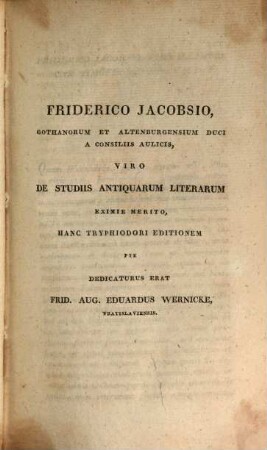 FRIDERICO JACOBSIO,
GOTHANORUM ET ALTENBURGENSIUM DUCI
A CONSILIIS AULICIS,
VIRO
DE STUDIIS ANTIQUARUM LITERARUM
EXIMIE MERITO,
HANC TRYPHIODORI EDITIONEM
PIE
DEDICATURUS ERAT
FRID. AUG. EDUARDUS WERNICKE,
VRATISLAVIENSIS.